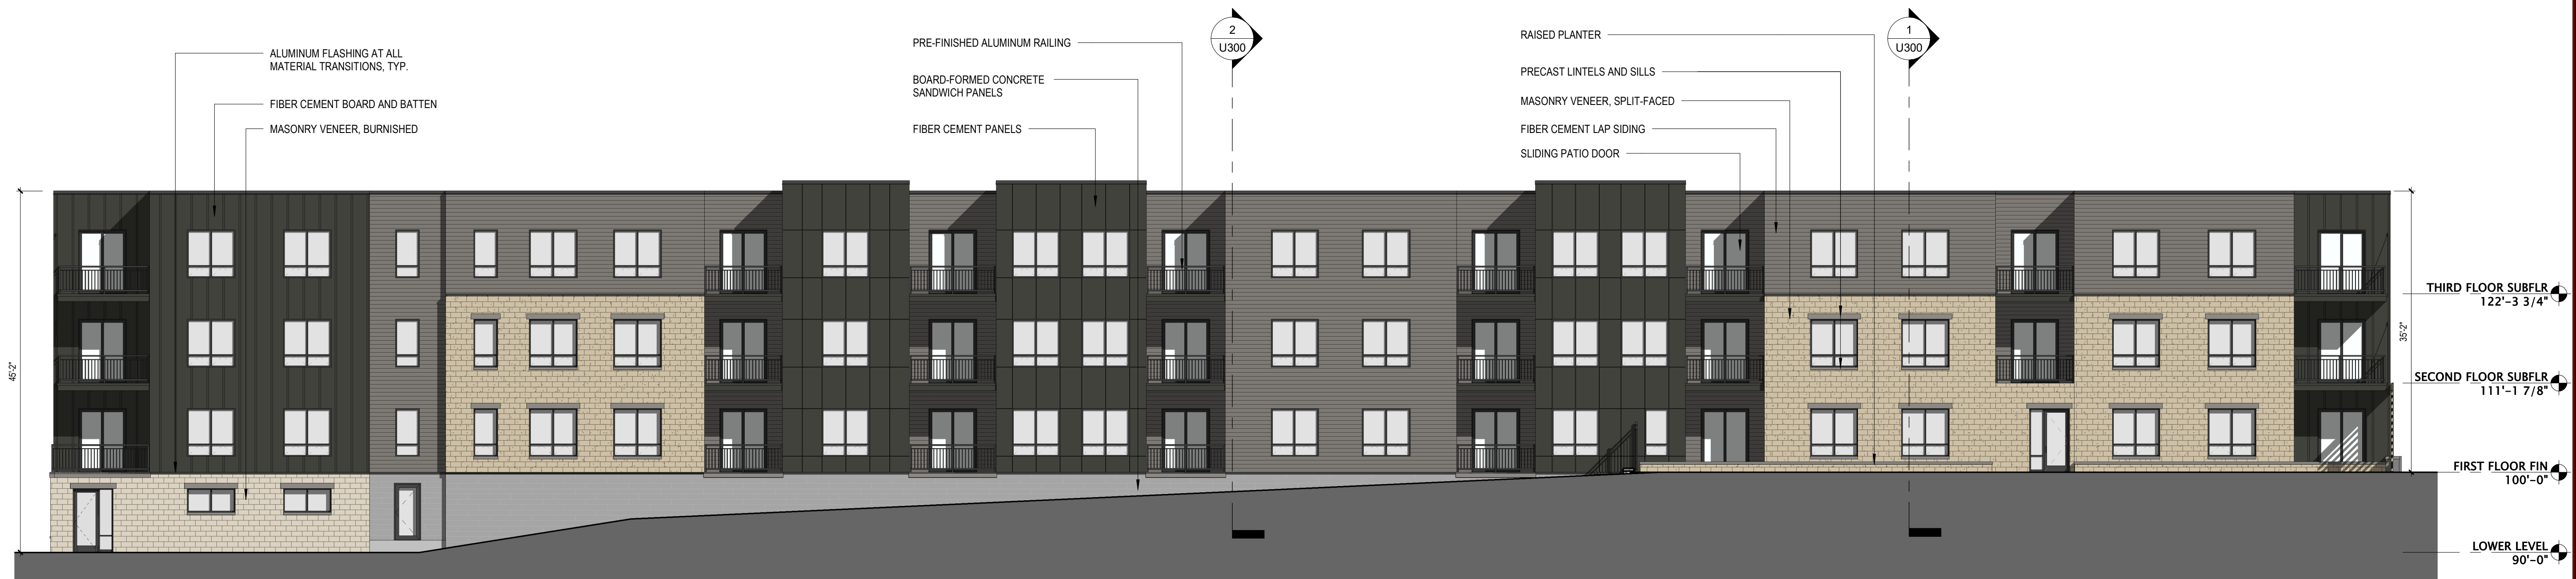 2
U300
1
U300
ALUMINUM FLASHING AT ALL
MATERIAL TRANSITIONS, TYP.
FIBER CEMENT BOARD AND BATTEN
MASONRY VENEER, BURNISHED
PRE-FINISHED ALUMINUM RAILING
BOARD-FORMED CONCRETE
SANDWICH PANELS
FIBER CEMENT PANELS
RAISED PLANTER
PRECAST LINTELS AND SILLS
MASONRY VENEER, SPLIT-FACED
FIBER CEMENT LAP SIDING
SLIDING PATIO DOOR
45'-2"
35'-2"
THIRD FLOOR SUBFLR
122'-3 3/4"
SECOND FLOOR SUBFLR
111'-1 7/8"
FIRST FLOOR FIN
100'-0"
LOWER LEVEL
90'-0"